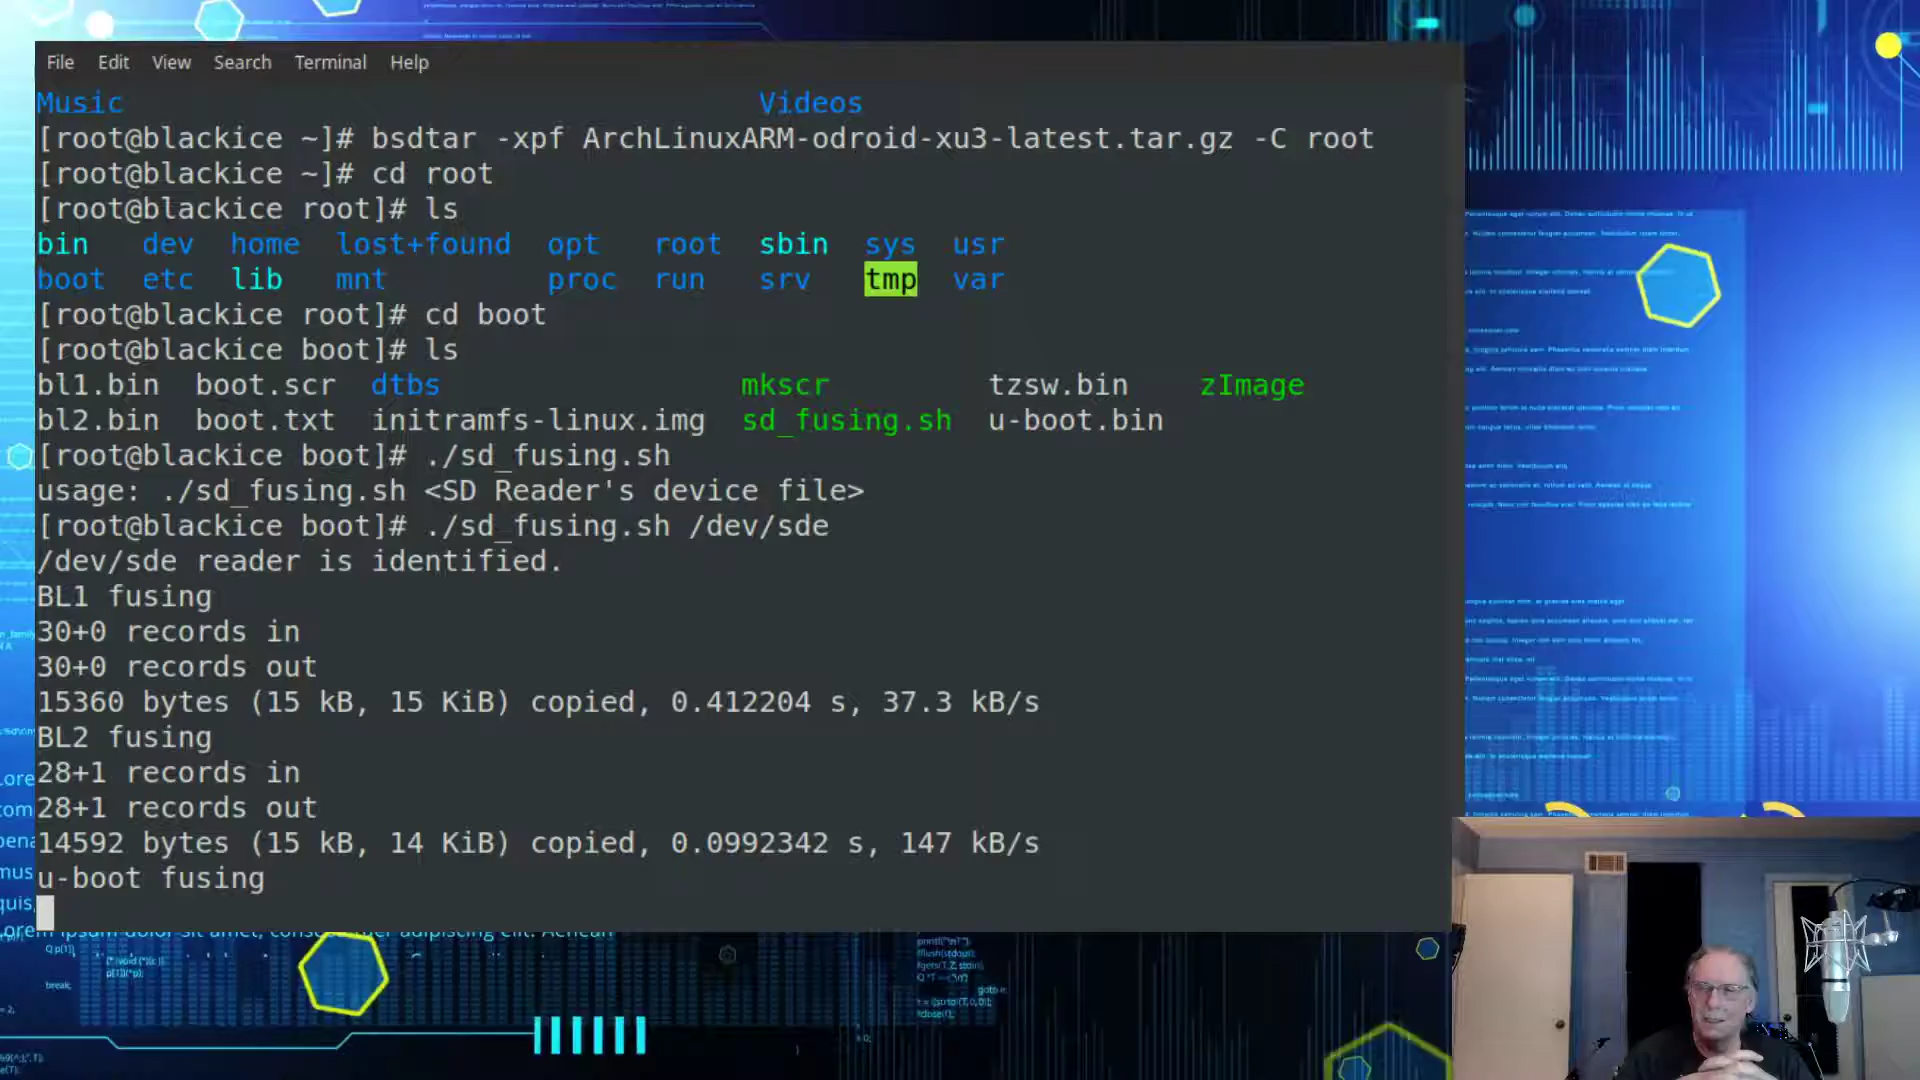 File Edit View Search Terminal Help
Music Videos
[root@blackice ~]# bsdtar -xpf ArchLinuxARM-odroid-xu3-latest.tar.gz -C root
[root@blackice ~]# cd root
[root@blackice root]# ls
bin dev home lost+found opt root sbin sys usr
boot etc lib mnt proc run srv tmp var
[root@blackice root]# cd boot
[root@blackice boot]# ls
bl1.bin boot.scr dtbs mkscr tzsw.bin zImage
bl2.bin boot.txt initramfs-linux.img sd_fusing.sh u-boot.bin
[root@blackice boot]# ./sd_fusing.sh
usage: ./sd_fusing.sh <SD Reader's device file>
[root@blackice boot]# ./sd_fusing.sh /dev/sde
/dev/sde reader is identified.
BL1 fusing
30+0 records in
30+0 records out
15360 bytes (15 kB, 15 KiB) copied, 0.412204 s, 37.3 kB/s
BL2 fusing
28+1 records in
28+1 records out
14592 bytes (15 kB, 14 KiB) copied, 0.0992342 s, 147 kB/s
u-boot fusing
break;